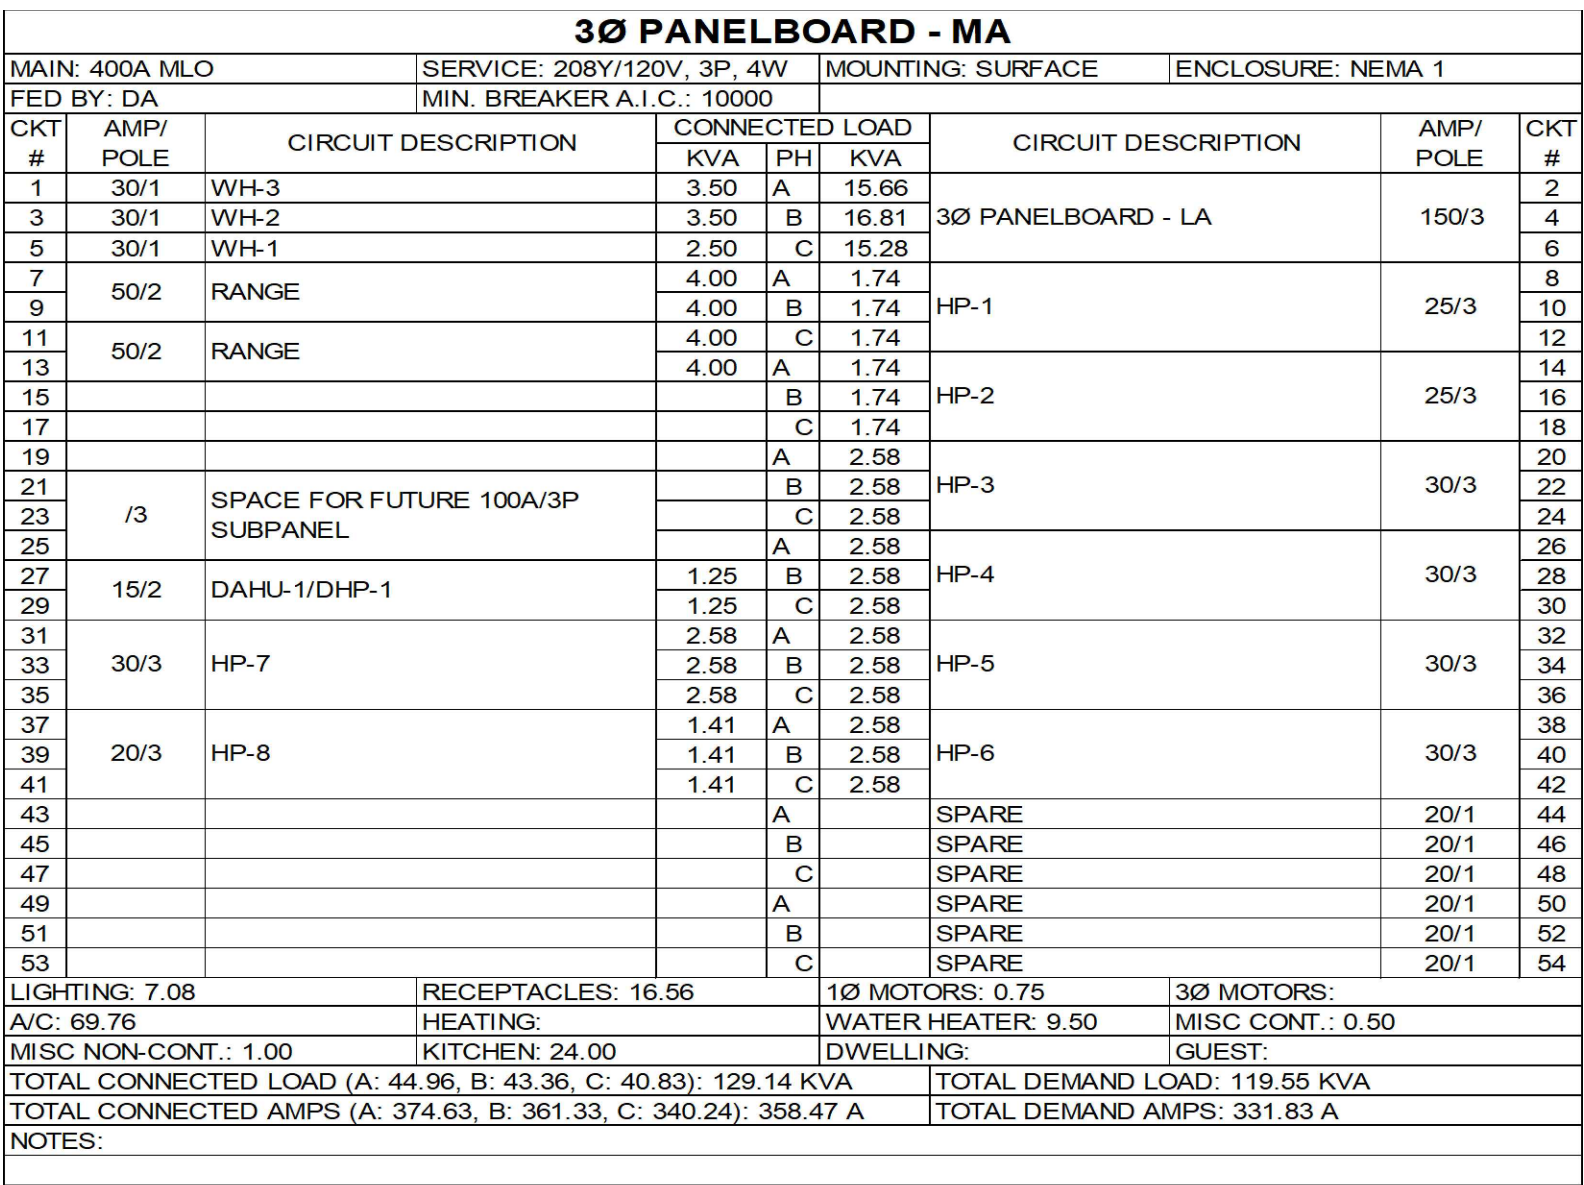 3Ø PANELBOARD - MA
MAIN: 400A MLO SERVICE: 208Y/120V, 3P, 4W MOUNTING: SURFACE ENCLOSURE: NEMA 1
FED BY: DA MIN. BREAKER A.I.C.: 10000
CKT AMP/ CIRCUIT DESCRIPTION CONNECTED LOAD CIRCUIT DESCRIPTION AMP/ CKT
# POLE KVA PH KVA POLE #
1 30/1 WH-3 3.50 A 15.66 2
3 30/1 WH-2 3.50 B 16.81 3Ø PANELBOARD - LA 150/3 4
5 30/1 WH-1 2.50 C 15.28 6
7 50/2 RANGE 4.00 A 1.74 8
9 4.00 B 1.74 HP-1 25/3 10
11 50/2 RANGE 4.00 C 1.74 12
13 4.00 A 1.74 14
15 B 1.74 HP-2 25/3 16
17 C 1.74 18
19 A 2.58 20
21 B 2.58 HP-3 30/3 22
23 /3 SPACE FOR FUTURE 100A/3P SUBPANEL C 2.58 24
25 A 2.58 26
27 15/2 DAHU-1/DHP-1 1.25 B 2.58 HP-4 30/3 28
29 1.25 C 2.58 30
31 2.58 A 2.58 32
33 30/3 HP-7 2.58 B 2.58 HP-5 30/3 34
35 2.58 C 2.58 36
37 1.41 A 2.58 38
39 20/3 HP-8 1.41 B 2.58 HP-6 30/3 40
41 1.41 C 2.58 42
43 A SPARE 20/1 44
45 B SPARE 20/1 46
47 C SPARE 20/1 48
49 A SPARE 20/1 50
51 B SPARE 20/1 52
53 C SPARE 20/1 54
LIGHTING: 7.08 RECEPTACLES: 16.56 1Ø MOTORS: 0.75 3Ø MOTORS:
A/C: 69.76 HEATING: WATER HEATER: 9.50 MISC CONT.: 0.50
MISC NON-CONT.: 1.00 KITCHEN: 24.00 DWELLING: GUEST:
TOTAL CONNECTED LOAD (A: 44.96, B: 43.36, C: 40.83): 129.14 KVA TOTAL DEMAND LOAD: 119.55 KVA
TOTAL CONNECTED AMPS (A: 374.63, B: 361.33, C: 340.24): 358.47 A TOTAL DEMAND AMPS: 331.83 A
NOTES: